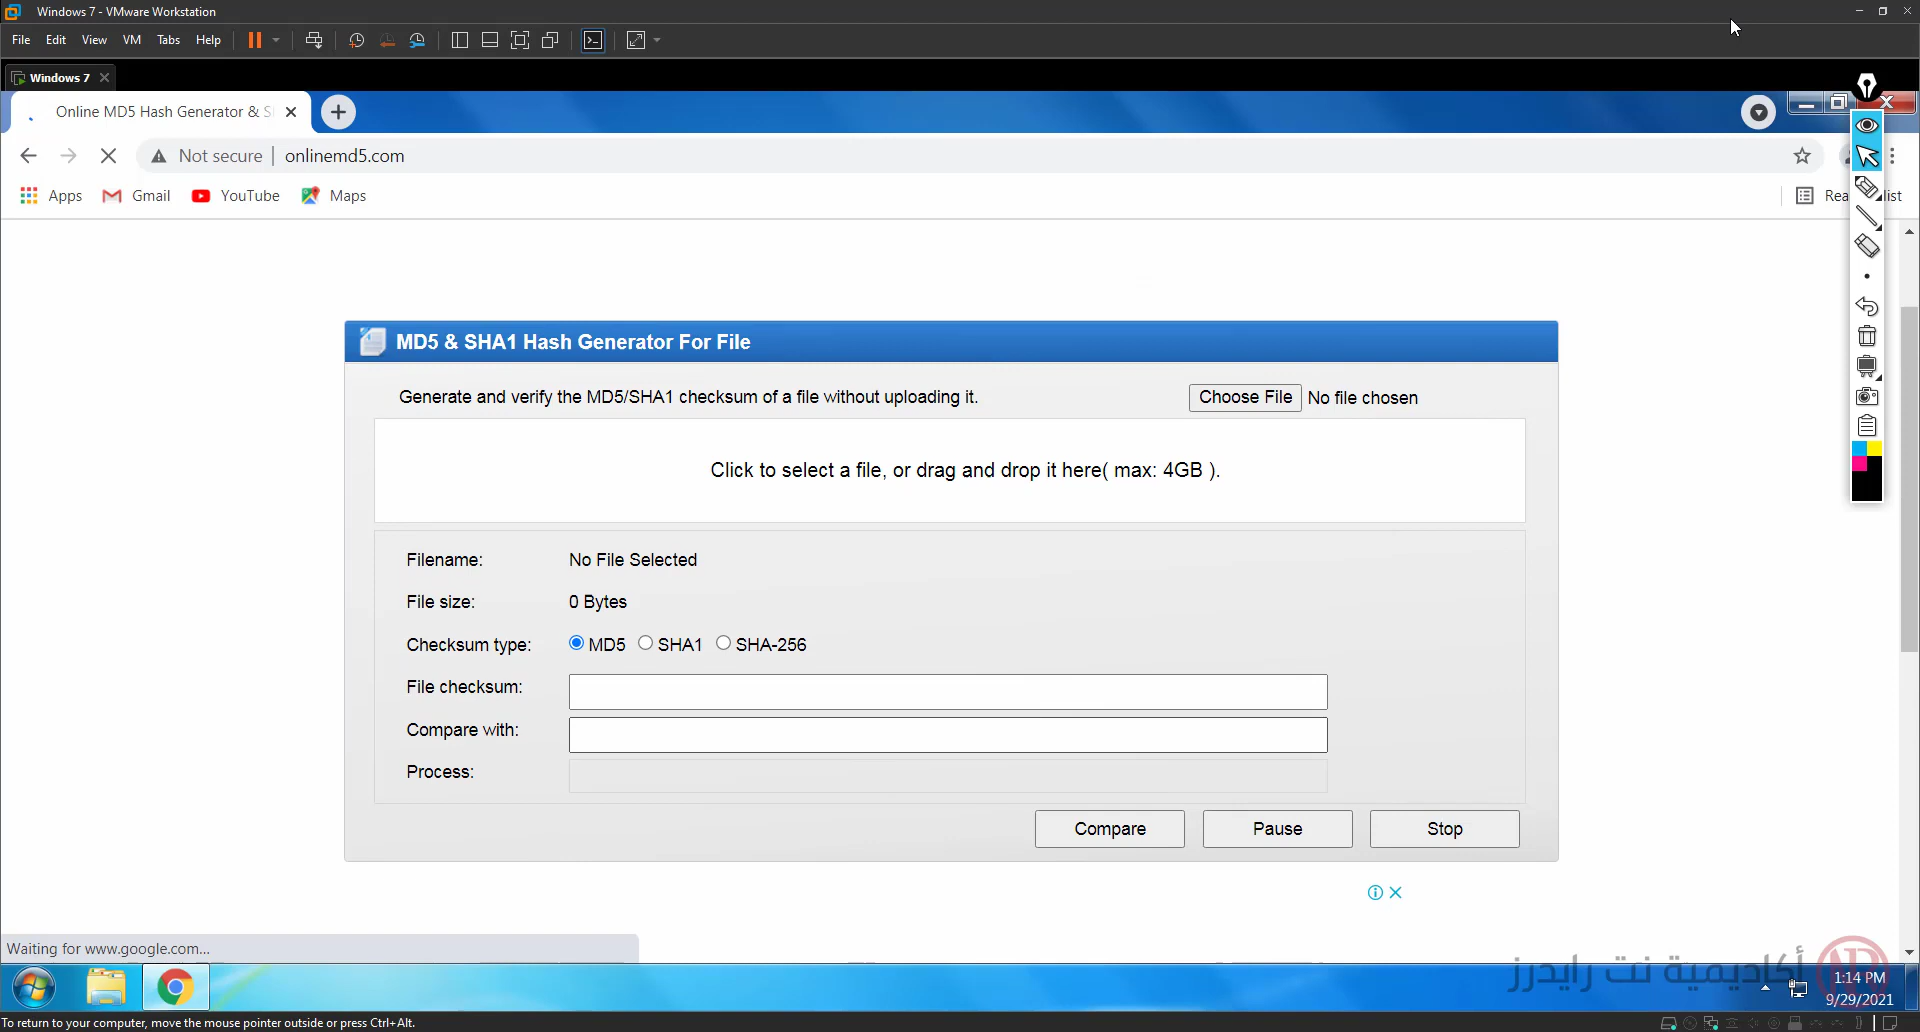 Windows 7 - VMware Workstation
File Edit View VM Tabs Help
Windows 7
Online MD5 Hash Generator & S
Not secure onlinemd5.com
Apps Gmail YouTube Maps
MD5 & SHA1 Hash Generator For File
Generate and verify the MD5/SHA1 checksum of a file without uploading it. Choose File No file chosen
Click to select a file, or drag and drop it here( max: 4GB ).
Filename: No File Selected
File size: 0 Bytes
Checksum type: MD5 SHA1 SHA-256
File checksum:
Compare with:
Process:
Compare Pause Stop
Waiting for www.google.com...
أكاديمية نت رايدرز
1:14 PM
9/29/2021
To return to your computer, move the mouse pointer outside or press Ctrl+Alt.